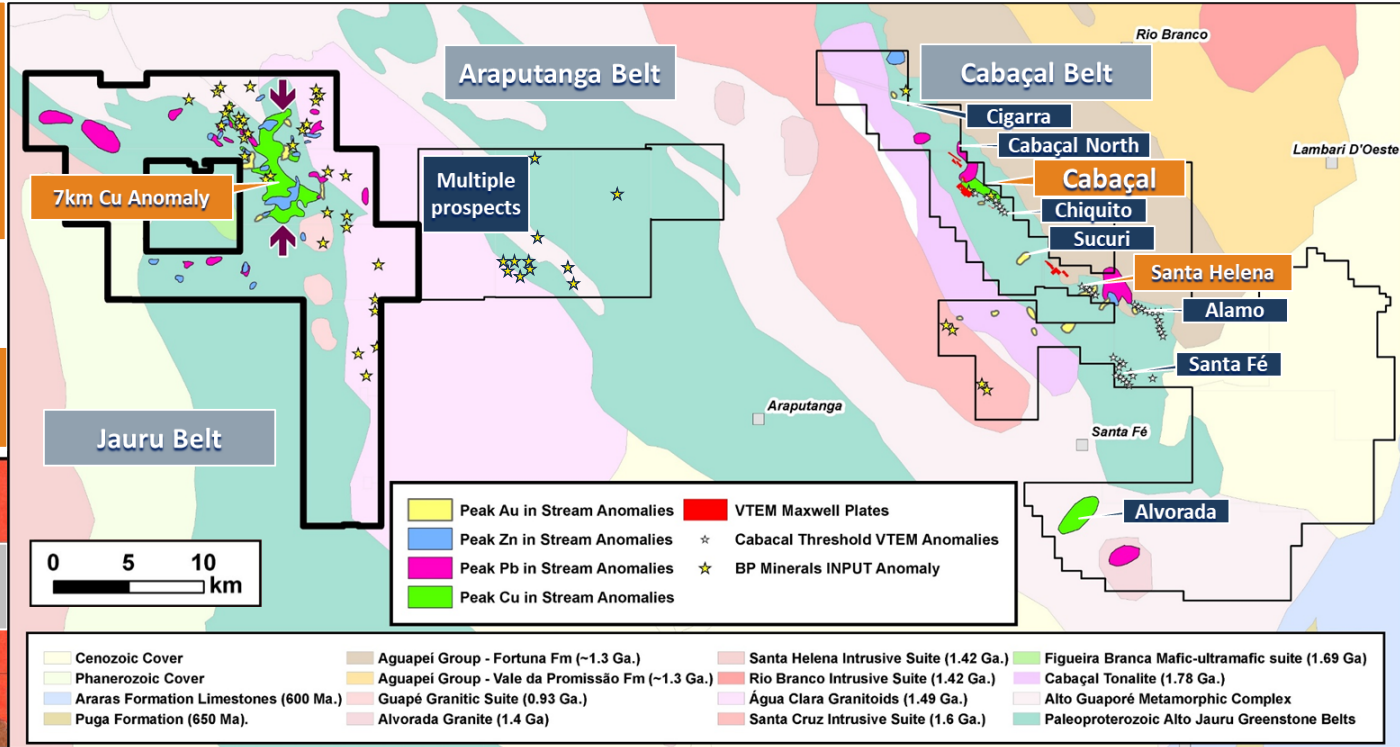 Rio Branco
Araputanga Belt
Cabaçal Belt
Cigarra
Cabaçal North
Lambari D'Oeste
Cabaçal
Multiple
prospects
7km Cu Anomaly
Chiquito
Sucuri
Santa Helena
Alamo
Santa Fé
Araputanga
Jauru Belt
Santa Fé
Alvorada
0 5 10
km
Peak Au in Stream Anomalies
Peak Zn in Stream Anomalies
Peak Pb in Stream Anomalies
Peak Cu in Stream Anomalies
VTEM Maxwell Plates
Cabacal Threshold VTEM Anomalies
BP Minerals INPUT Anomaly
Cenozoic Cover
Phanerozoic Cover
Araras Formation Limestones (600 Ma.)
Puga Formation (650 Ma).
Aguapeí Group - Fortuna Fm (~1.3 Ga.)
Aguapeí Group - Vale da Promissão Fm (~1.3 Ga.)
Guapé Granitic Suite (0.93 Ga.)
Alvorada Granite (1.4 Ga)
Santa Helena Intrusive Suite (1.42 Ga.)
Rio Branco Intrusive Suite (1.42 Ga.)
Água Clara Granitoids (1.49 Ga.)
Santa Cruz Intrusive Suite (1.6 Ga.)
Figueira Branca Mafic-ultramafic suite (1.69 Ga)
Cabaçal Tonalite (1.78 Ga.)
Alto Guaporé Metamorphic Complex
Paleoproterozoic Alto Jauru Greenstone Belts